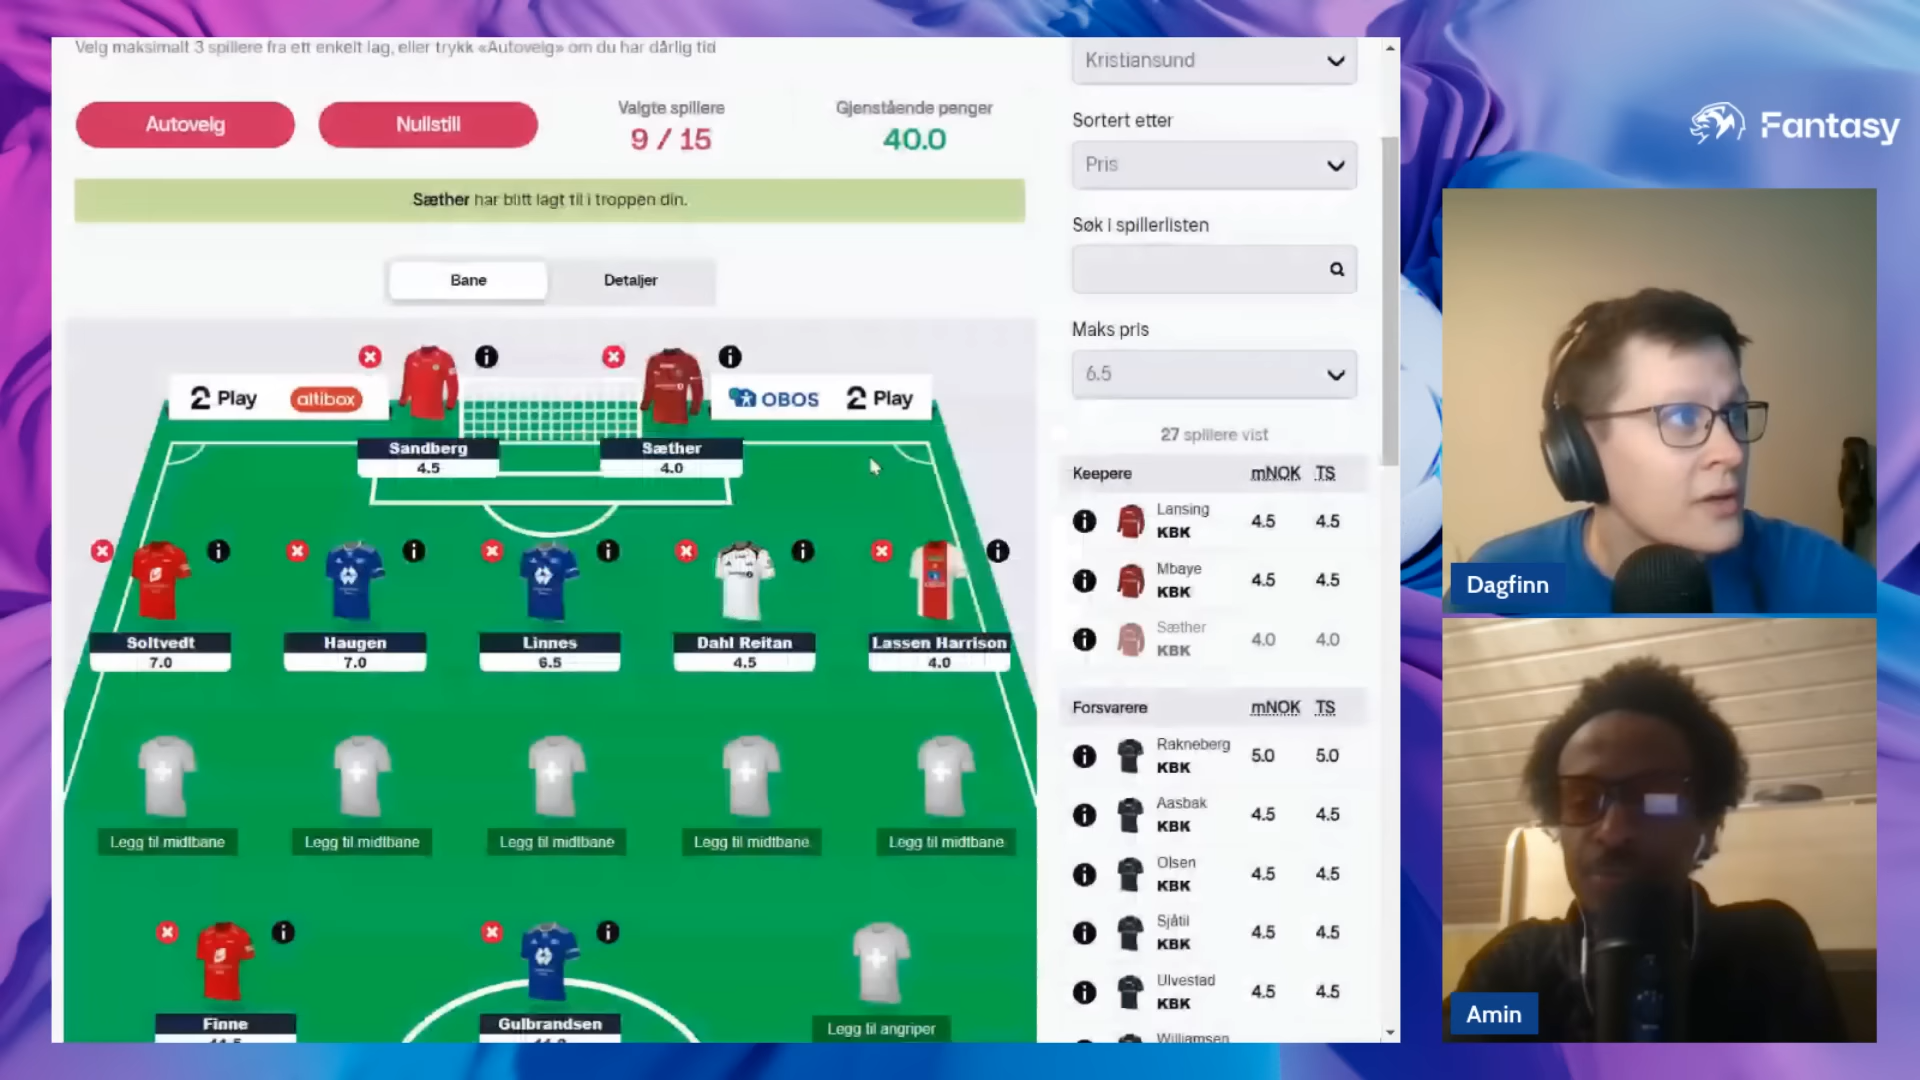 Velg maksimalt 3 spillere fra ett enkelt lag, eller trykk «Autovelg» om du har dårlig tid
Autovelg
Nullstill
Valgte spillere
9 / 15
Gjenstående penger
40.0
Sæther har blitt lagt til i troppen din.
Bane
Detaljer
2 Play
altibox
OBOS
2 Play
Sandberg
4.5
Sæther
4.0
Soltvedt
7.0
Haugen
7.0
Linnes
6.5
Dahl Reitan
4.5
Lassen Harrison
4.0
Legg til midtbane
Legg til midtbane
Legg til midtbane
Legg til midtbane
Legg til midtbane
Finne
Gulbrandsen
Legg til angriper
Kristiansund
Sortert etter
Pris
Søk i spillerlisten
Maks pris
6.5
27 spillere vist
Keepere mNOK TS
Lansing
KBK 4.5 4.5
Mbaye
KBK 4.5 4.5
Sæther
KBK 4.0 4.0
Forsvarere mNOK TS
Rakneberg
KBK 5.0 5.0
Aasbak
KBK 4.5 4.5
Olsen
KBK 4.5 4.5
Sjåtil
KBK 4.5 4.5
Ulvestad
KBK 4.5 4.5
Williamsen
Fantasy
Dagfinn
Amin